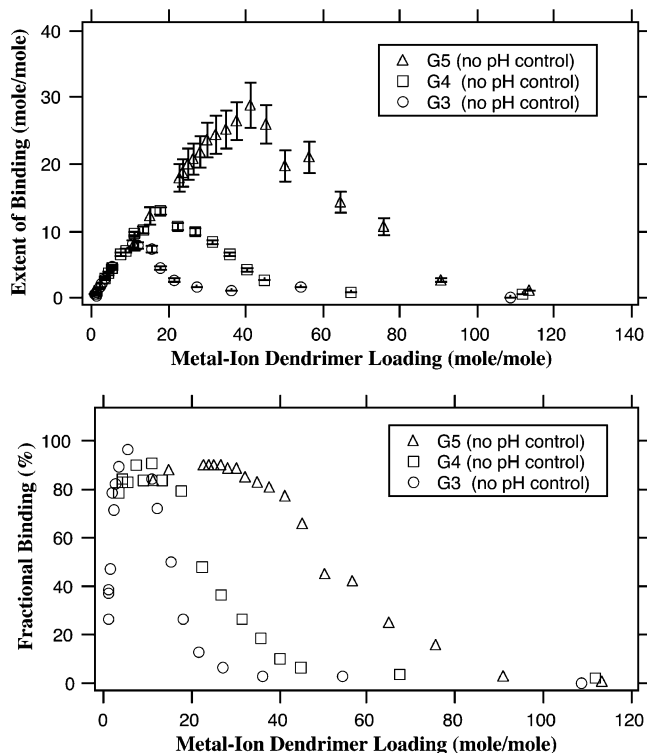 40
30
20
10
0
Extent of Binding (mole/mole)
G5 (no pH control)
G4 (no pH control)
G3 (no pH control)
0 20 40 60 80 100 120 140
Metal-Ion Dendrimer Loading (mole/mole)
100
80
60
40
20
0
Fractional Binding (%)
G5 (no pH control)
G4 (no pH control)
G3 (no pH control)
0 20 40 60 80 100 120
Metal-Ion Dendrimer Loading (mole/mole)